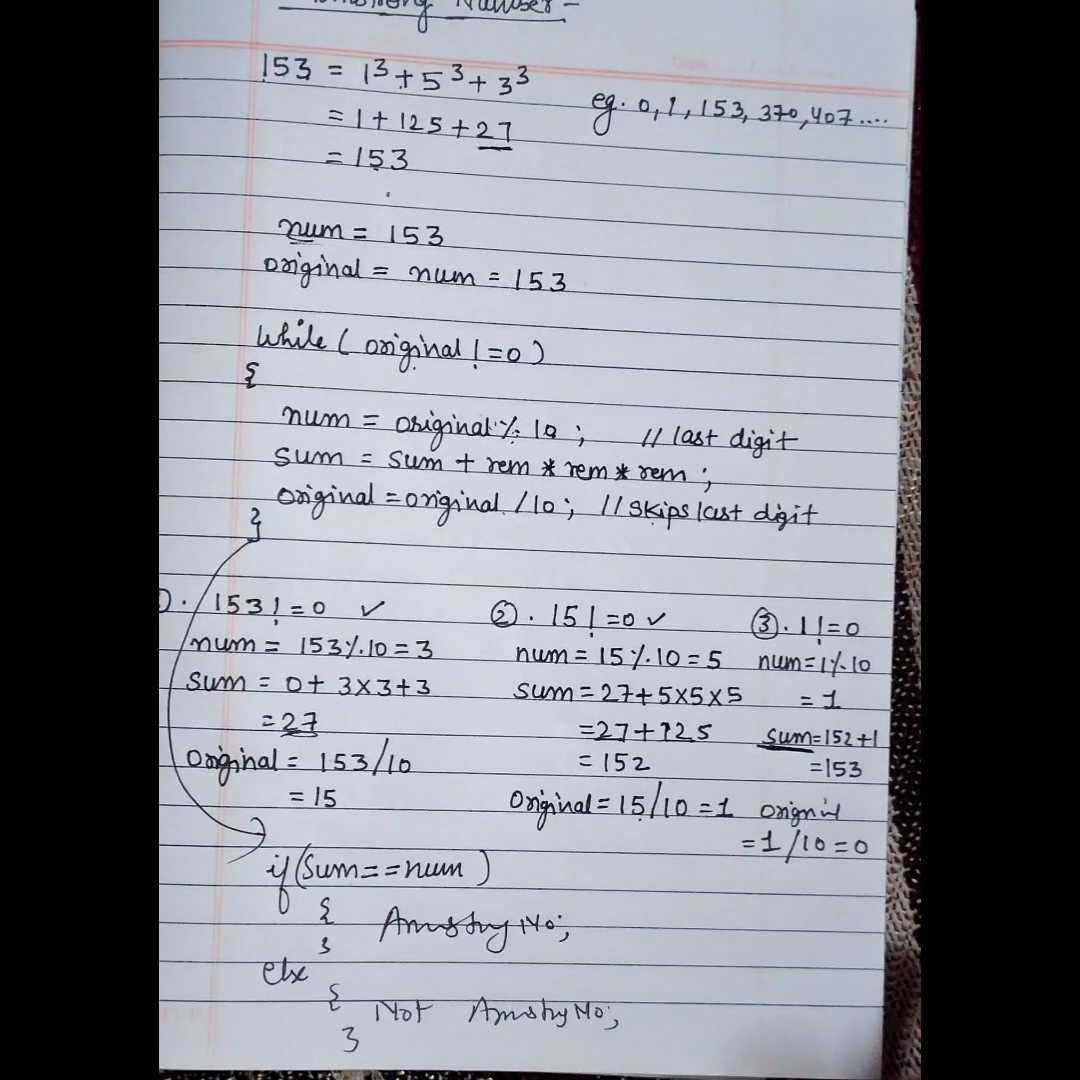 Number -
153 = 1³ + 5³ + 3³
eg. 0, 1, 153, 370, 407 ....
= 1 + 125 + 27
= 153
num = 153
original = num = 153
while ( original != 0 )
{
num = original % 10 ; // last digit
sum = sum + rem * rem * rem ;
original = original / 10 ; // skips last digit
}
. 153 != 0 ✓
num = 153 % 10 = 3
sum = 0 + 3x3+3
= 27
Original = 153/10
= 15
② . 15 != 0 ✓
num = 15 % 10 = 5
sum = 27 + 5x5x5
= 27 + 125
= 152
Original = 15/10 = 1
③ . 1 != 0
num = 1 % 10
= 1
sum = 152 + 1
= 153
= 1 / 10 = 0
if (Sum == num )
{
No;
}
else
{
Not No;
}